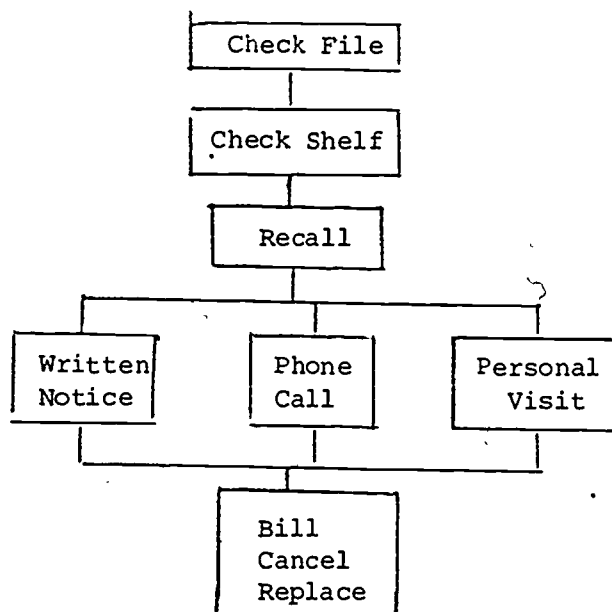 Check File
Check Shelf
Recall
Written
Notice
Phone
Call
Personal
Visit
Bill
Cancel
Replace